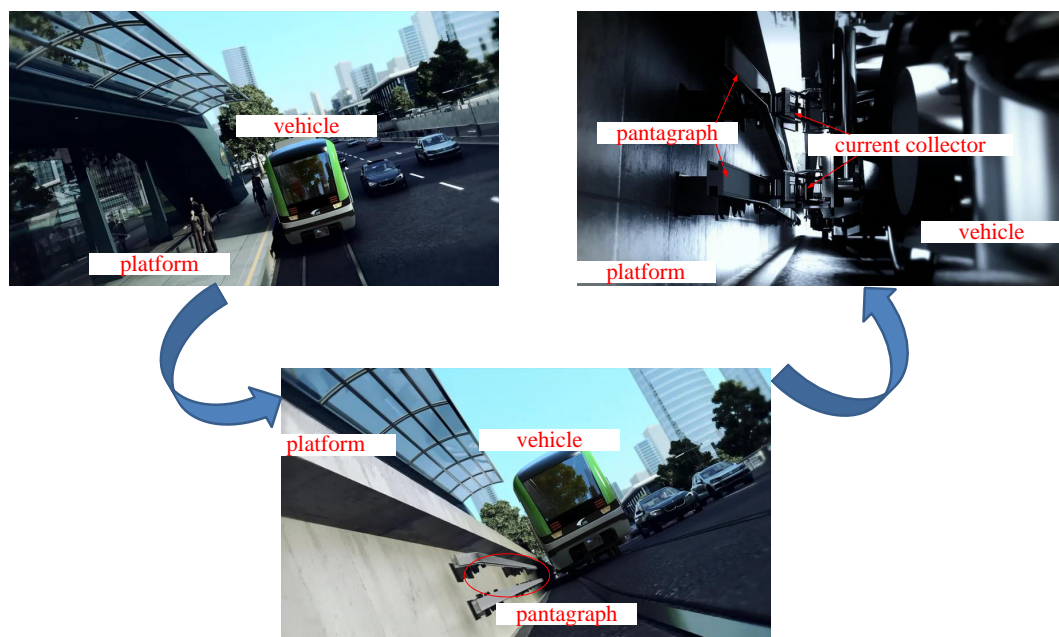 vehicle
platform
pantagraph
current collector
vehicle
platform
platform
vehicle
pantagraph